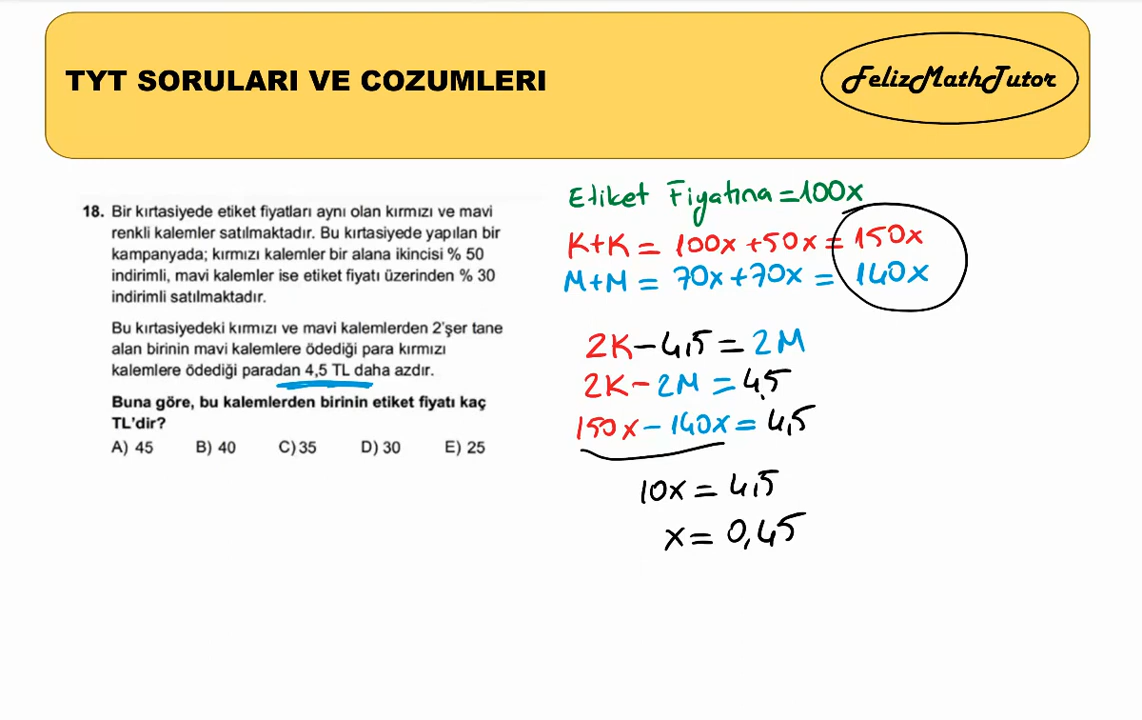 TYT SORULARI VE COZUMLERI
FelizMathTutor
18. Bir kırtasiyede etiket fiyatları aynı olan kırmızı ve mavi
renkli kalemler satılmaktadır. Bu kırtasiyede yapılan bir
kampanyada; kırmızı kalemler bir alana ikincisi % 50
indirimli, mavi kalemler ise etiket fiyatı üzerinden % 30
indirimli satılmaktadır.
Bu kırtasiyedeki kırmızı ve mavi kalemlerden 2'şer tane
alan birinin mavi kalemlere ödediği para kırmızı
kalemlere ödediği paradan 4,5 TL daha azdır.
Buna göre, bu kalemlerden birinin etiket fiyatı kaç
TL'dir?
A) 45 B) 40 C) 35 D) 30 E) 25
Etiket Fiyatına = 100x
K+K = 100x + 50x = 150x
M+M = 70x + 70x = 140x
2K - 4,5 = 2M
2K - 2M = 4,5
150x - 140x = 4,5
10x = 4,5
x = 0,45